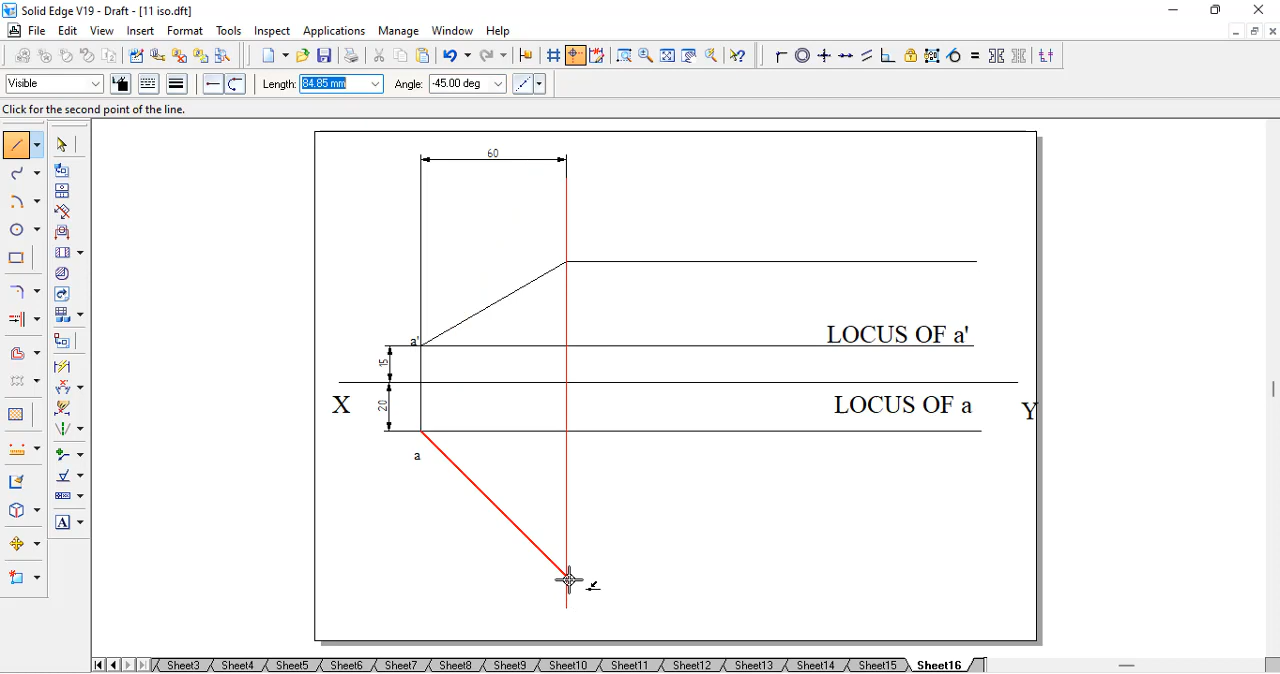 Solid Edge V19 - Draft - [11 iso.dft]
File Edit View Insert Format Tools Inspect Applications Manage Window Help
Visible Length: 84.85 mm Angle: -45.00 deg
Click for the second point of the line.
60
a'
LOCUS OF a'
15
X
20
LOCUS OF a
Y
a
A
Sheet3 Sheet4 Sheet5 Sheet6 Sheet7 Sheet8 Sheet9 Sheet10 Sheet11 Sheet12 Sheet13 Sheet14 Sheet15 Sheet16